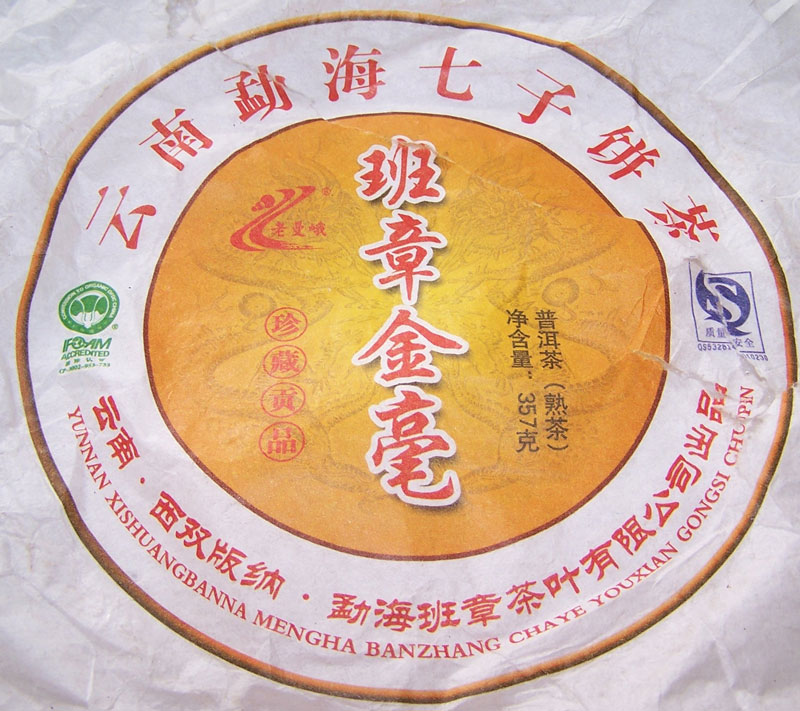 云南勐海七子饼茶
老曼峨
班章金毫
珍藏贡品
普洱茶（熟茶）
净含量：357克
IFOAM
ACCREDITED
质量安全
云南·西双版纳·勐海班章茶叶有限公司出品
YUNNAN XISHUANGBANNA MENGHA BANZHANG CHAYE YOUXIAN GONGSI CHUPIN